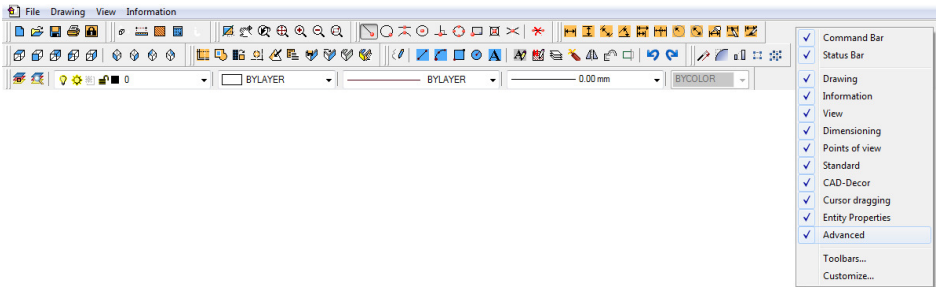 File Drawing View Information
0 BYLAYER BYLAYER 0.00 mm BYCOLOR
Command Bar
Status Bar
Drawing
Information
View
Dimensioning
Points of view
Standard
CAD-Decor
Cursor dragging
Entity Properties
Advanced
Toolbars...
Customize...